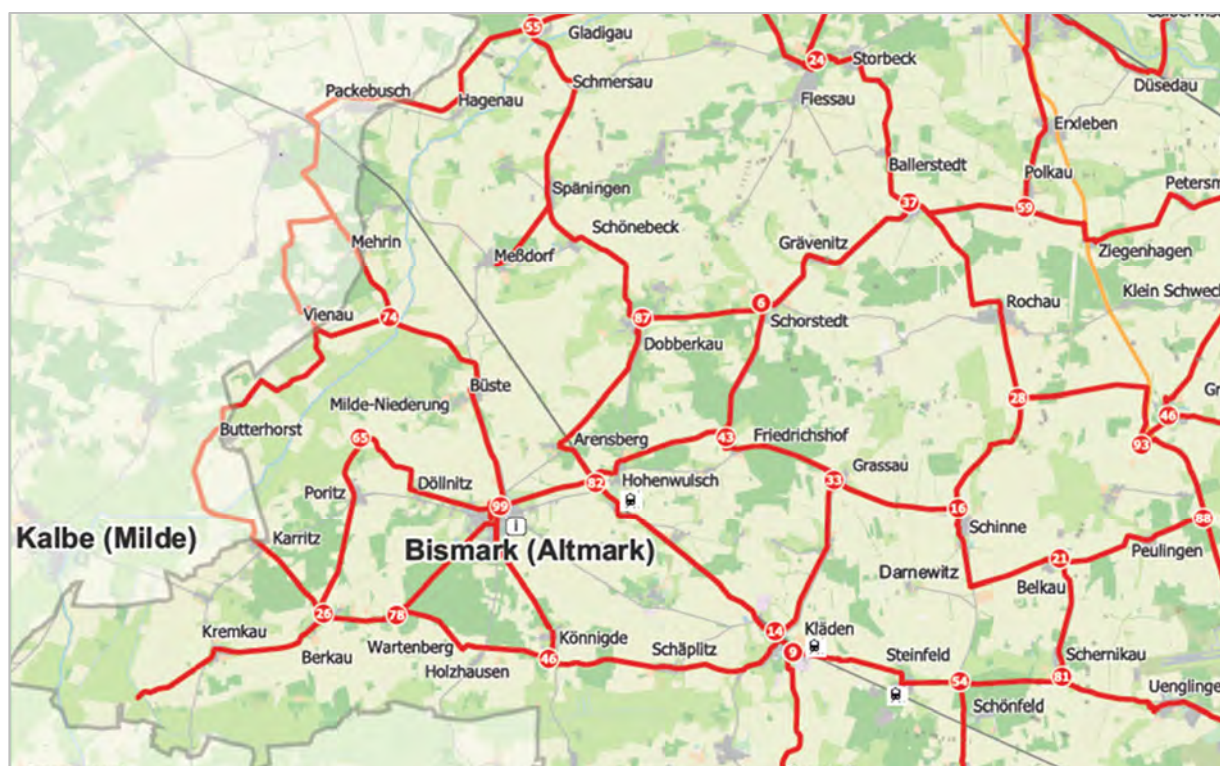 55
Gladigau
24
Storbeck
Schmersau
Düsedau
Packebusch
Hagenau
Flessau
Erxleben
Ballerstedt
Polkau
Späningen
37
59
Schönebeck
Mehrin
Grävenitz
Meßdorf
Ziegenhagen
Klein Schwec
Vienau
74
6
Rochau
87
Schorstedt
Dobberkau
Büste
28
Milde-Niederung
46
Butterhorst
65
Arensberg
43
Friedrichshof
93
Grassau
Döllnitz
82
Hohenwulsch
33
Poritz
99
16
88
i
Schinne
Kalbe (Milde)
Karritz
Bismark (Altmark)
Peulingen
21
Darnewitz
Belkau
26
78
Kremkau
14
Kläden
Wartenberg
Könnigde
Berkau
9
Schäplitz
Steinfeld
Schernikau
46
Holzhausen
54
81
Uenglinge
Schönfeld
Petersm
Gr